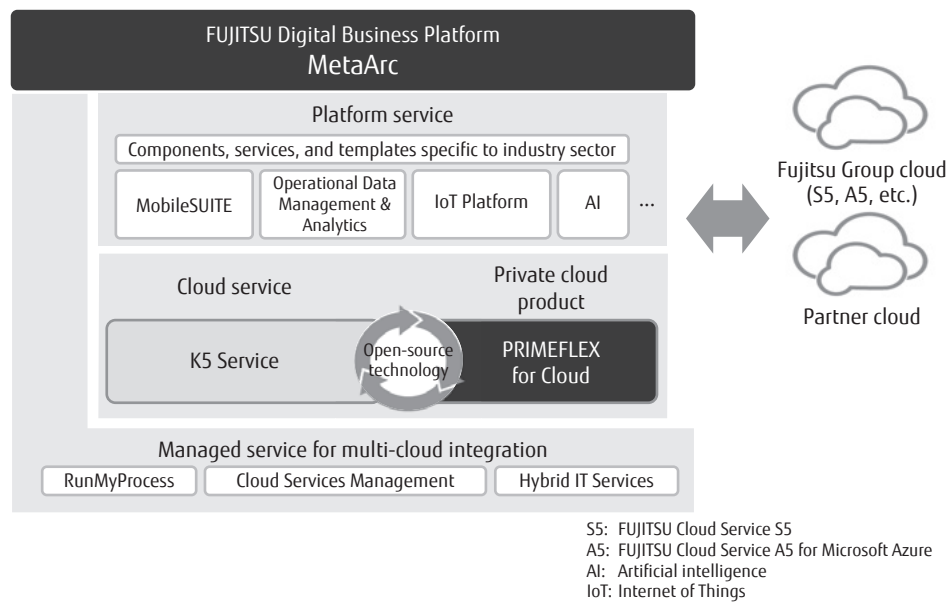 FUJITSU Digital Business Platform
MetaArc
Platform service
Components, services, and templates specific to industry sector
MobileSUITE
Operational Data
Management &
Analytics
IoT Platform
AI
...
Cloud service
Private cloud
product
K5 Service
Open-source
technology
PRIMEFLEX
for Cloud
Managed service for multi-cloud integration
RunMyProcess
Cloud Services Management
Hybrid IT Services
Fujitsu Group cloud
(S5, A5, etc.)
Partner cloud
S5: FUJITSU Cloud Service S5
A5: FUJITSU Cloud Service A5 for Microsoft Azure
AI: Artificial intelligence
IoT: Internet of Things